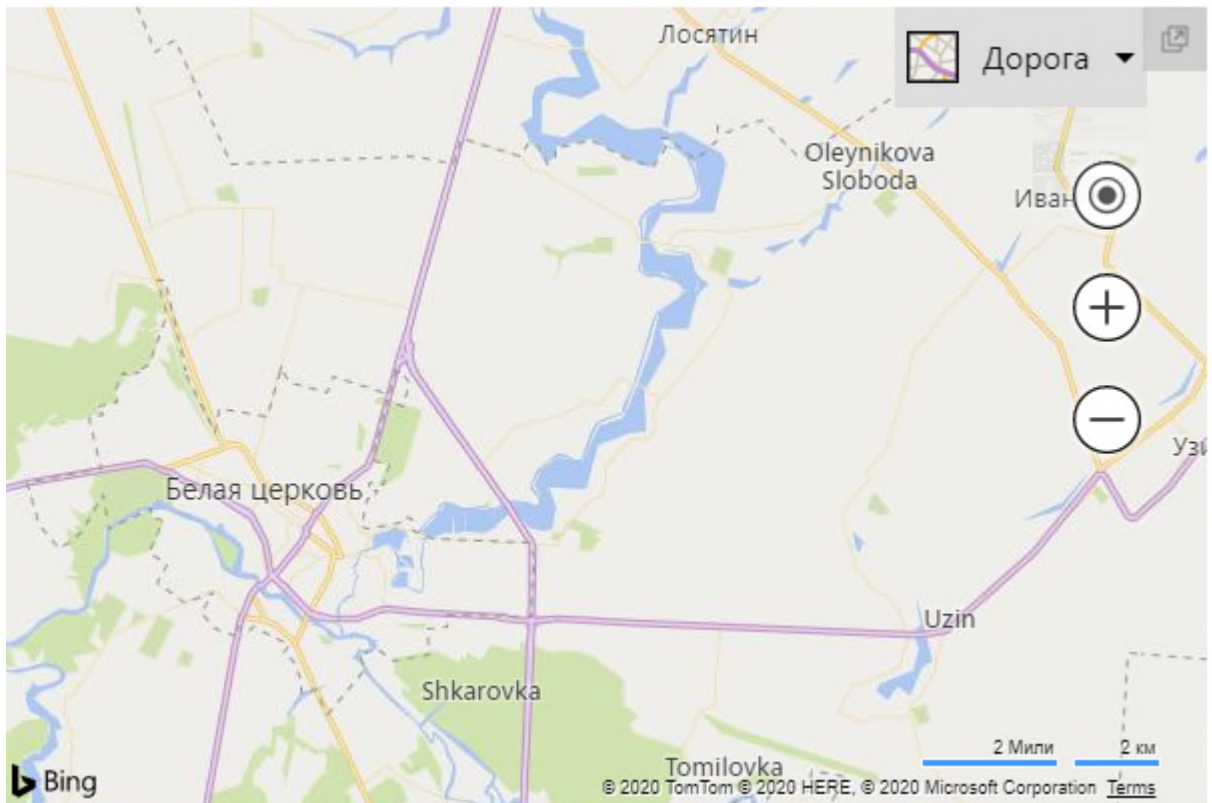 Лосятин
Дорога
Oleynikova
Sloboda
Иван
Узи
Белая церковь
Uzin
Shkarovka
2 Мили
2 км
Tomilovka
Bing
© 2020 TomTom © 2020 HERE, © 2020 Microsoft Corporation Terms